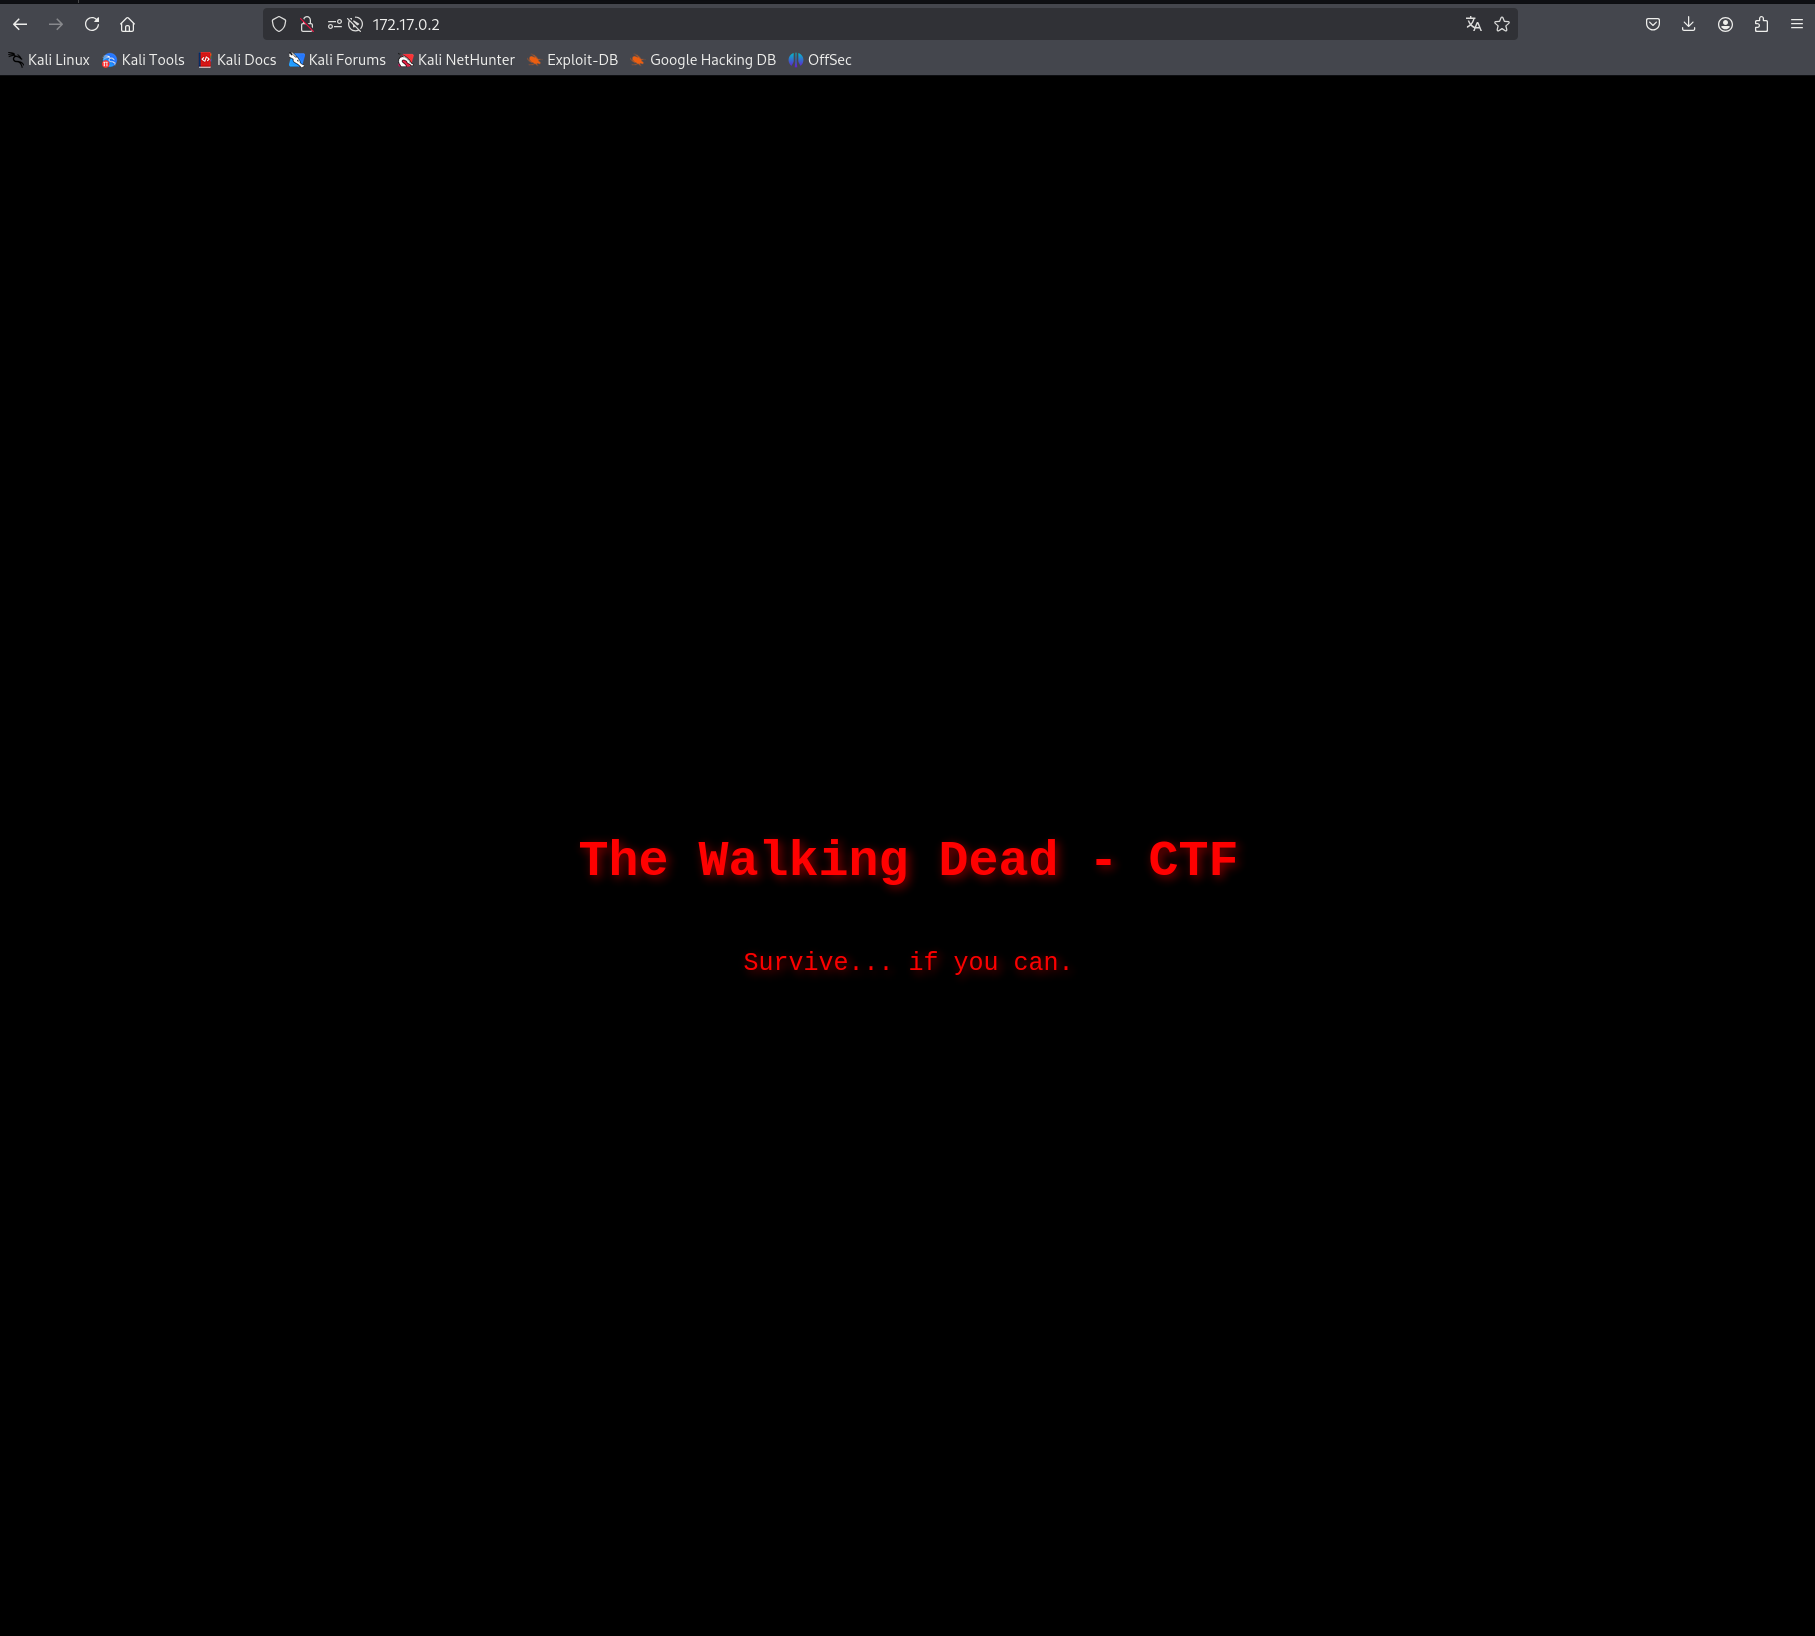 172.17.0.2
Kali Linux Kali Tools Kali Docs Kali Forums Kali NetHunter Exploit-DB Google Hacking DB OffSec
The Walking Dead - CTF
Survive... if you can.